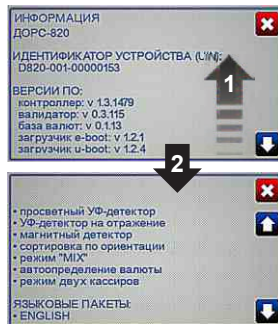 ИНФОРМАЦИЯ
ДОРС-820
ИДЕНТИФИКАТОР УСТРОЙСТВА (UIN):
D820-001-00000153
ВЕРСИИ ПО:
контроллер: v 1.3.1479
валидатор: v 0.3.115
база валют: v 0.1.13
загрузчик e-boot: v 1.2.1
загрузчик u-boot: v 1.2.4
1
2
• просветный УФ-детектор
• УФ-детектор на отражение
• магнитный детектор
• сортировка по ориентации
• режим "MIX"
• автоопределение валюты
• режим двух кассиров
ЯЗЫКОВЫЕ ПАКЕТЫ:
• ENGLISH